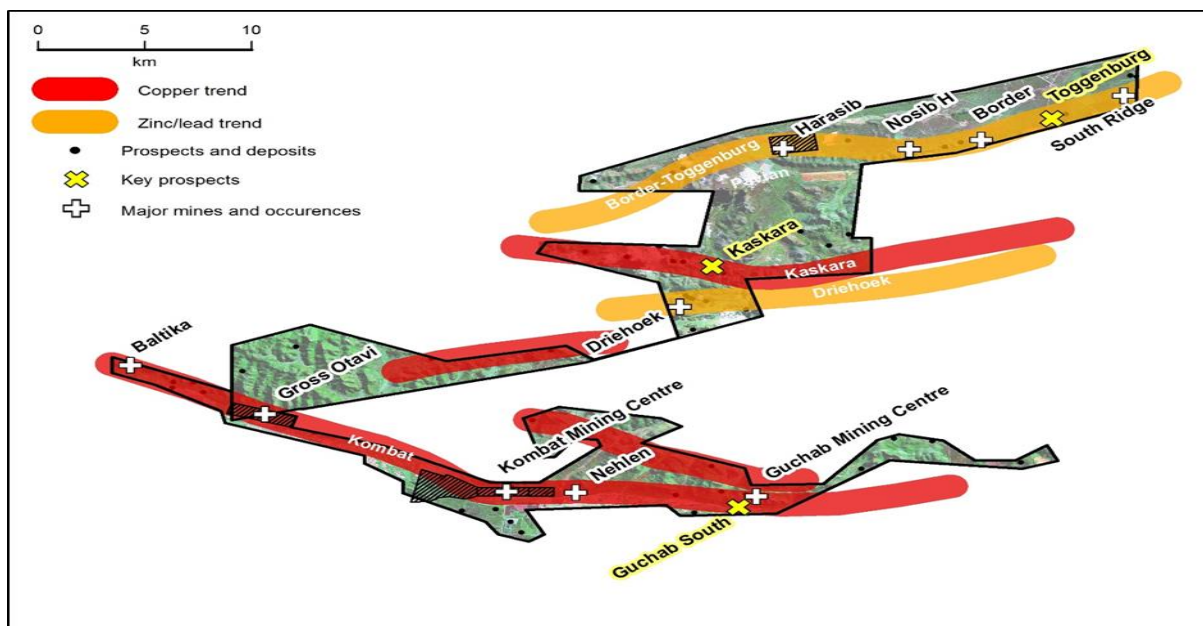 0 5 10
km
Copper trend
Zinc/lead trend
Prospects and deposits
Key prospects
Major mines and occurences
Harasib
Nosib H
Border
Toggenburg
South Ridge
Border-Toggenburg
Kaskara
Kaskara
Driehoek
Driehoek
Baltika
Gross Otavi
Kombat
Kombat Mining Centre
Nehlen
Guchab Mining Centre
Guchab South